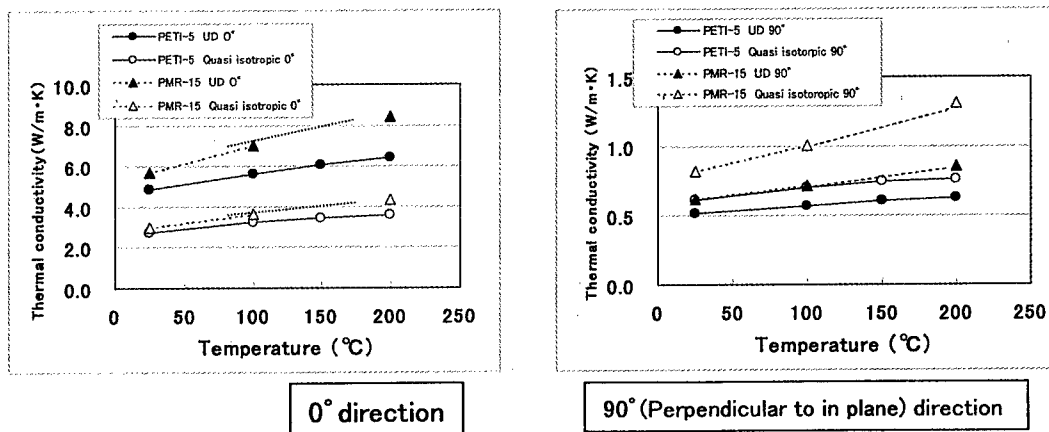 PETI-5 UD 0°
PETI-5 Quasi isotropic 0°
PMR-15 UD 0°
PMR-15 Quasi isotropic 0°
Thermal conductivity(W/m・K)
10.0
8.0
6.0
4.0
2.0
0.0
0 50 100 150 200 250
Temperature (℃)
0° direction
PETI-5 UD 90°
PETI-5 Quasi isotorpic 90°
PMR-15 UD 90°
PMR-15 Quasi isotoropic 90°
Thermal conductivity (W/m・K)
1.5
1.0
0.5
0.0
0 50 100 150 200 250
Temperature (℃)
90° (Perpendicular to in plane) direction